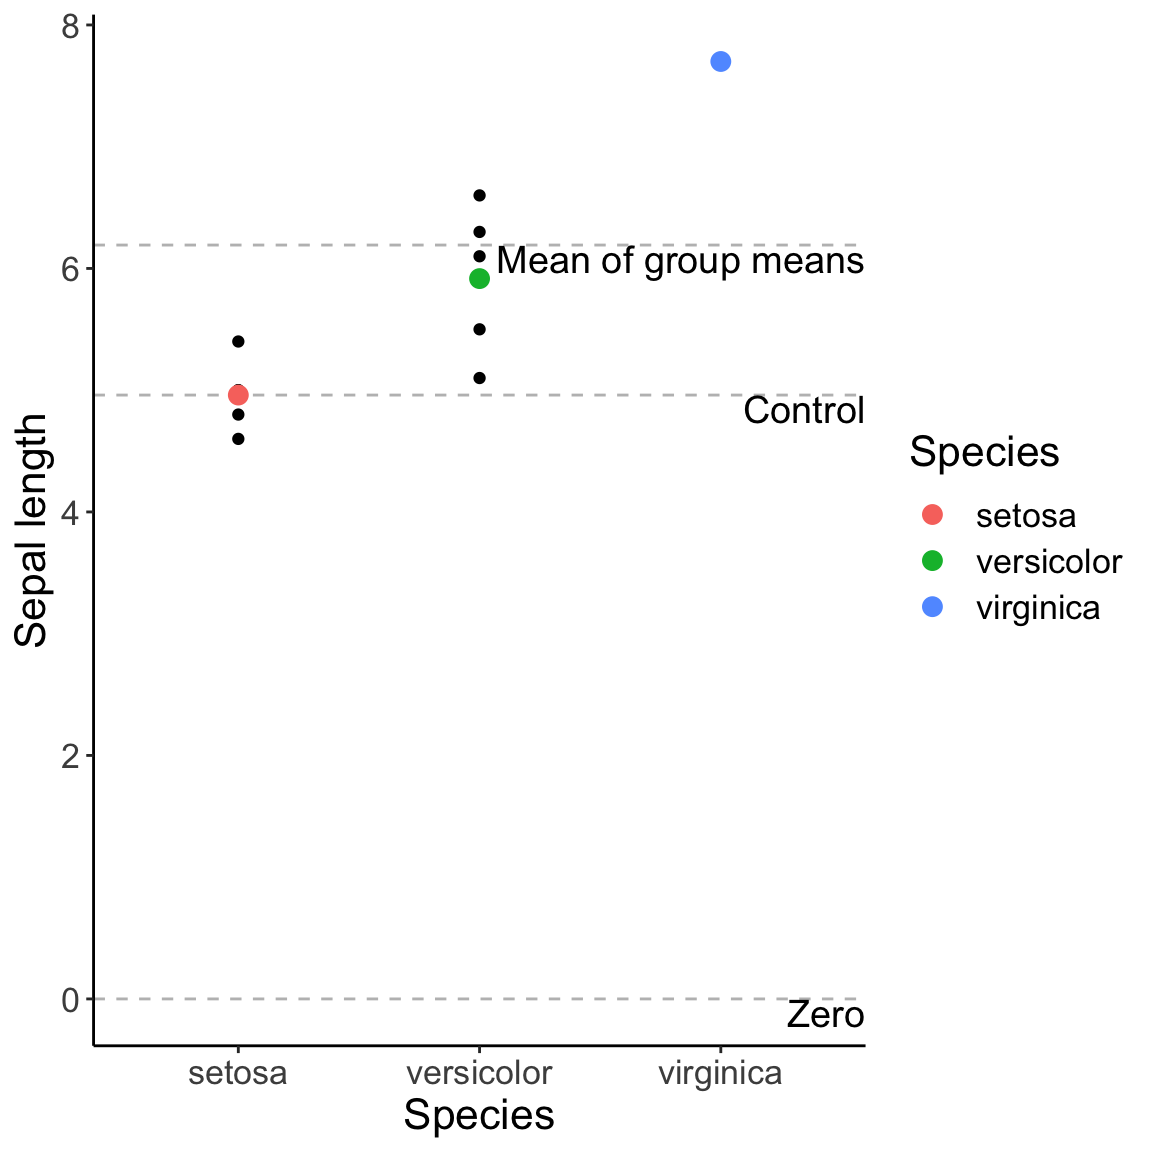 8
6
4
2
0
Sepal length
Mean of group means
Control
Zero
setosa versicolor virginica
Species
Species
setosa
versicolor
virginica